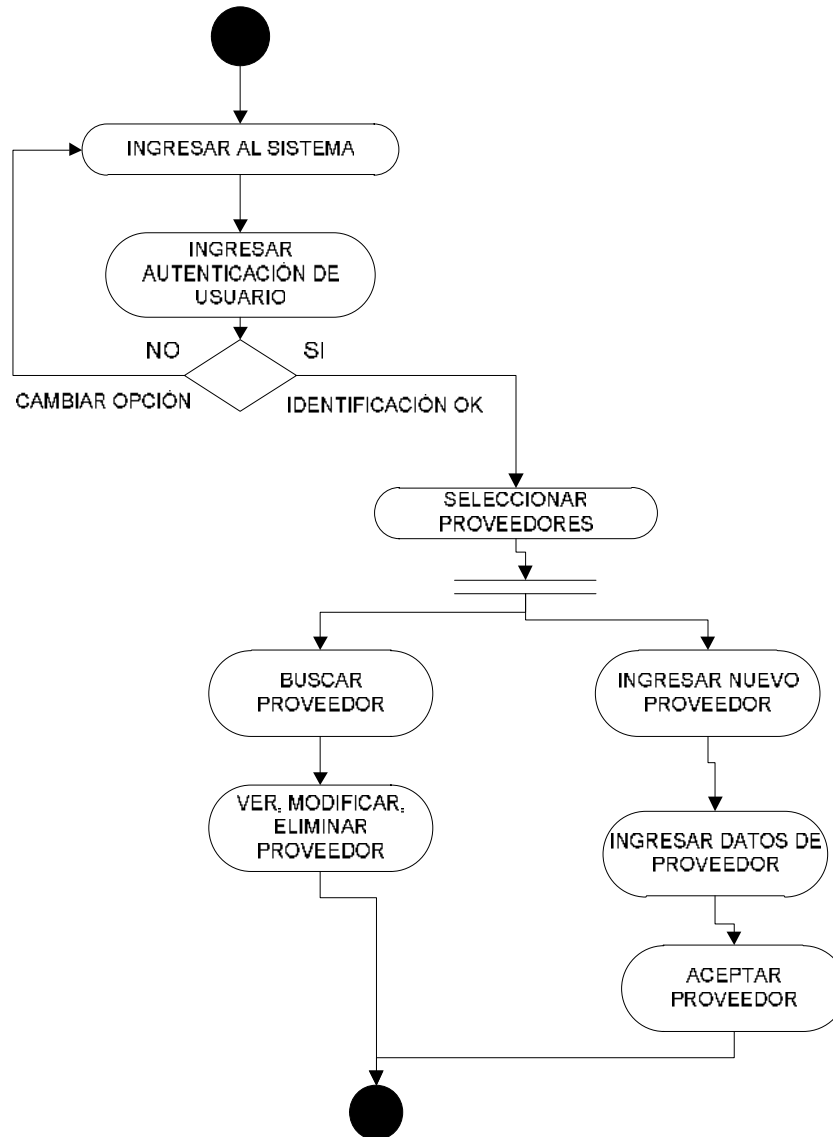 INGRESAR AL SISTEMA
INGRESAR
AUTENTICACIÓN DE
USUARIO
NO
SI
CAMBIAR OPCIÓN
IDENTIFICACIÓN OK
SELECCIONAR
PROVEEDORES
BUSCAR
PROVEEDOR
INGRESAR NUEVO
PROVEEDOR
VER, MODIFICAR,
ELIMINAR
PROVEEDOR
INGRESAR DATOS DE
PROVEEDOR
ACEPTAR
PROVEEDOR